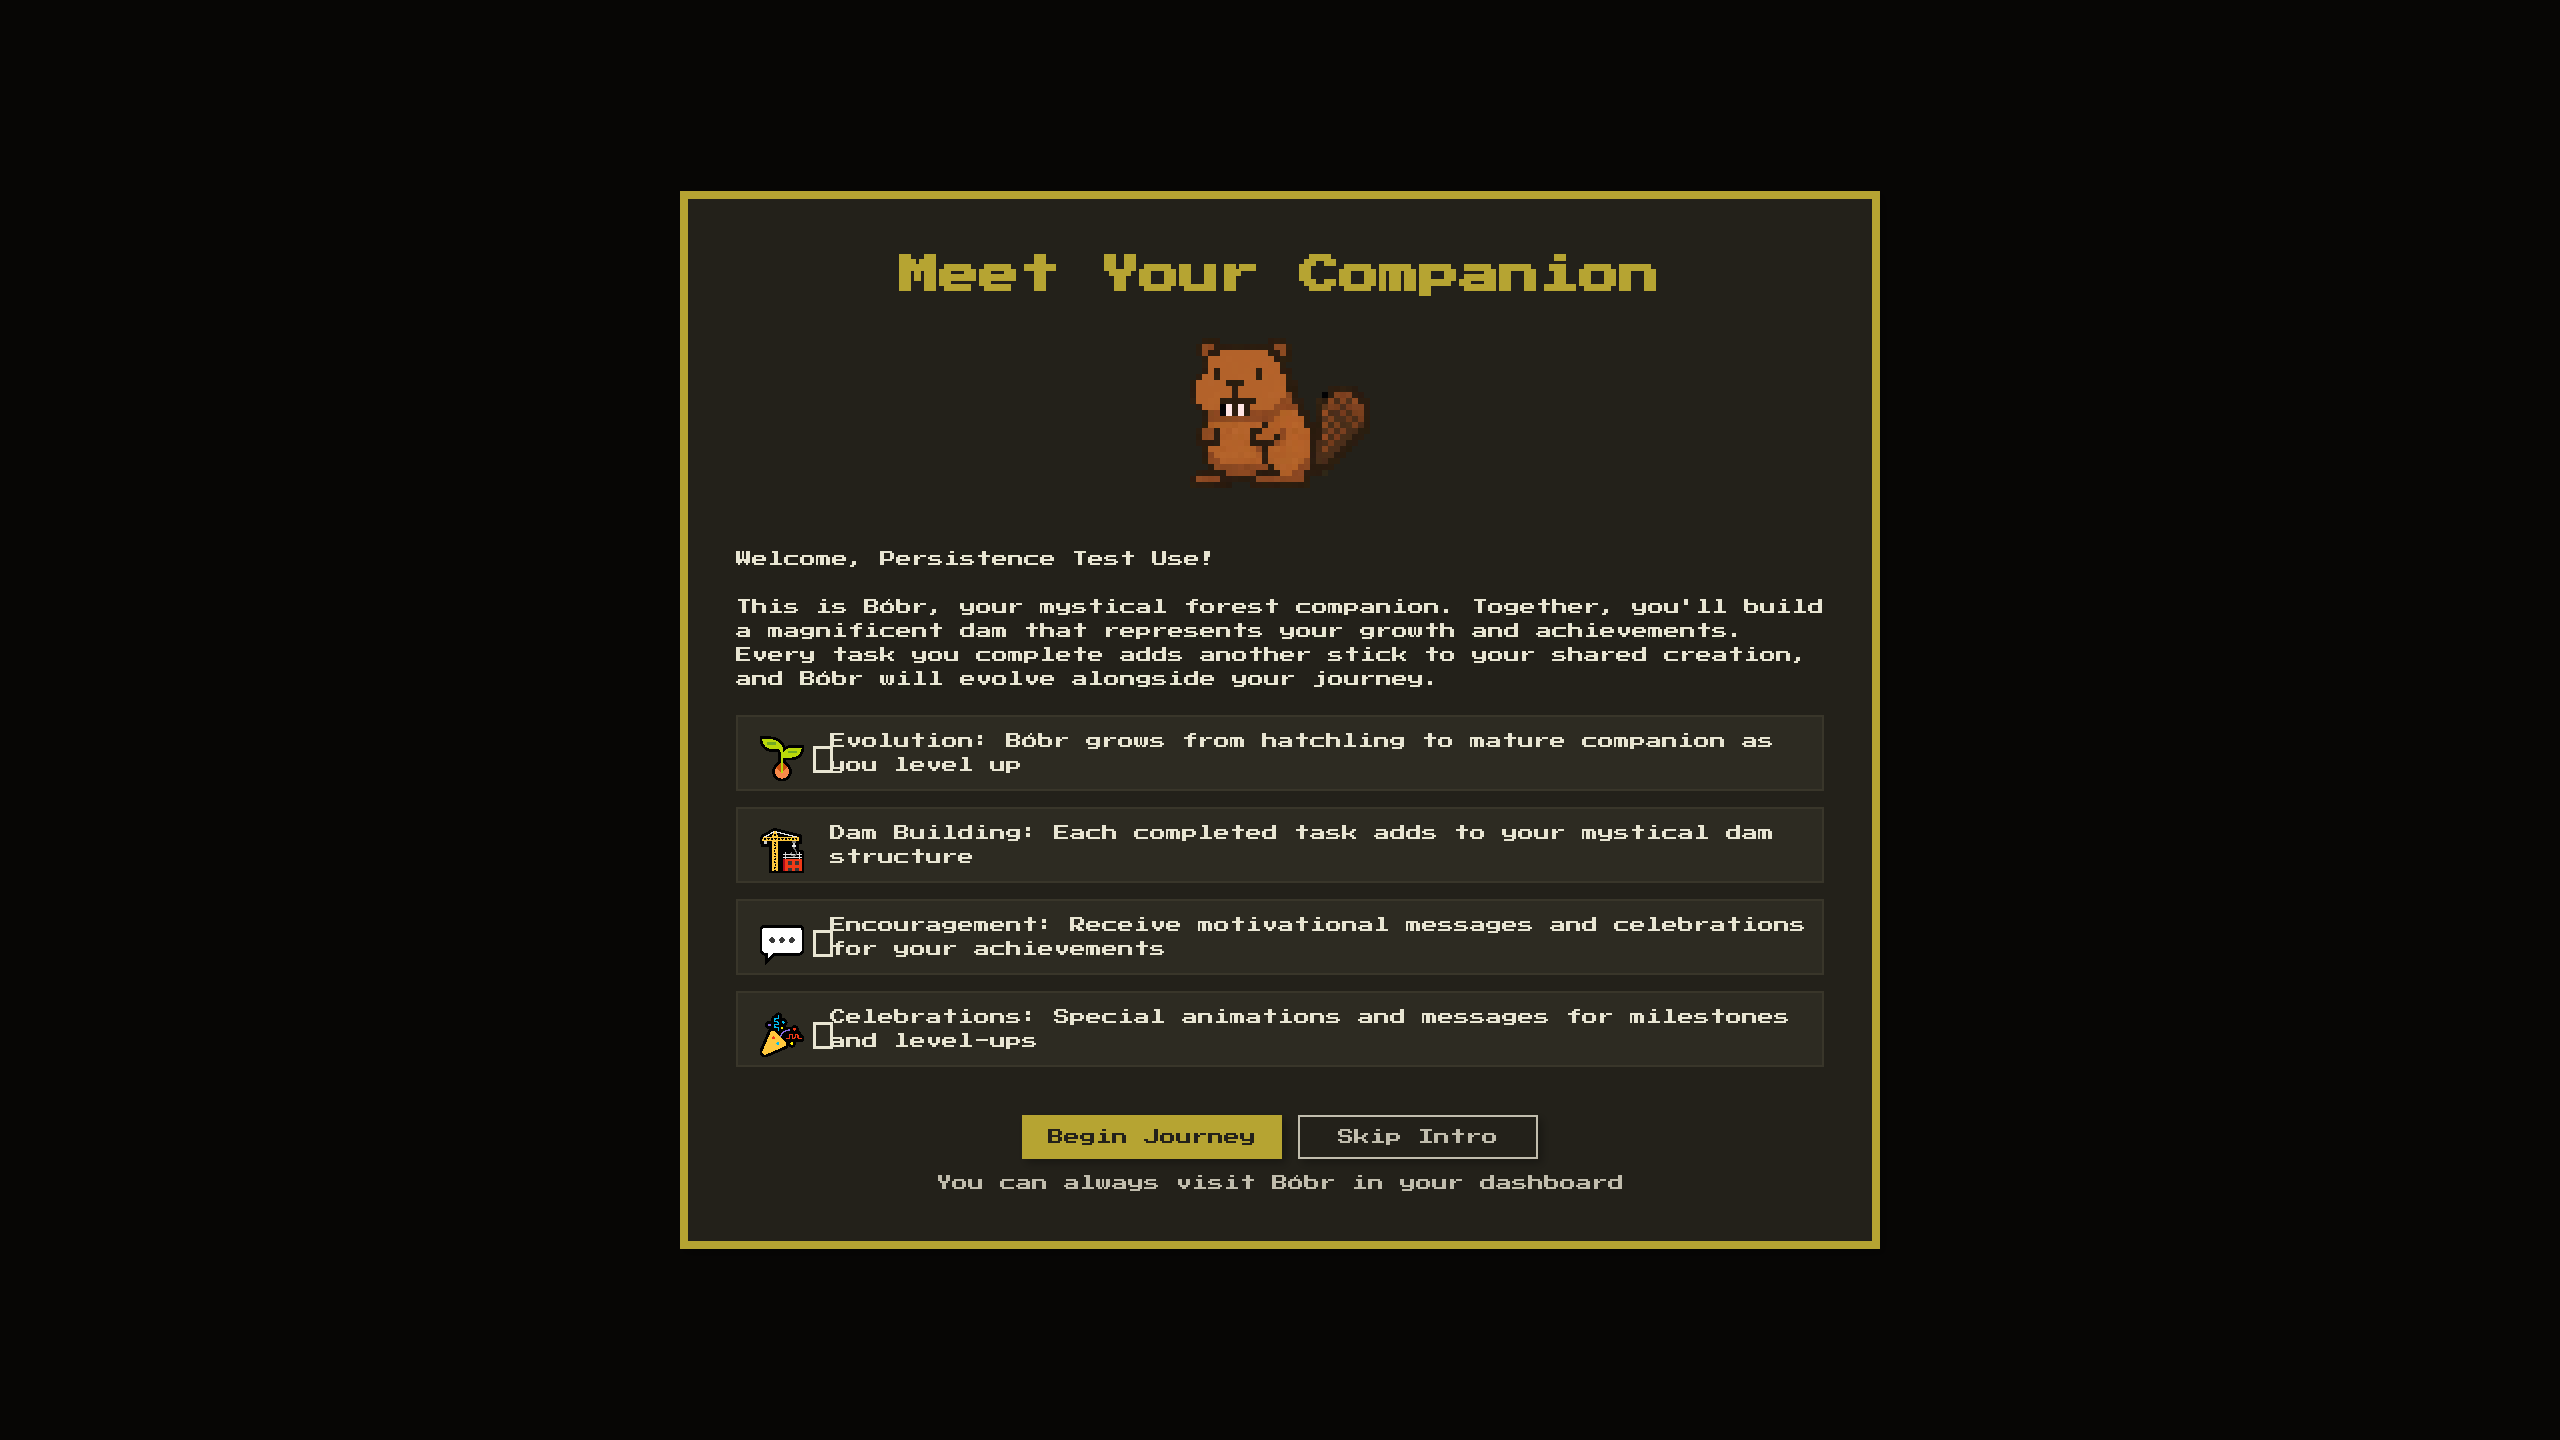 Meet Your Companion
Welcome, Persistence Test Use!
This is Bóbr, your mystical forest companion. Together, you'll build
a magnificent dam that represents your growth and achievements.
Every task you complete adds another stick to your shared creation,
and Bóbr will evolve alongside your journey.
Evolution: Bóbr grows from hatchling to mature companion as
you level up
Dam Building: Each completed task adds to your mystical dam
structure
Encouragement: Receive motivational messages and celebrations
for your achievements
Celebrations: Special animations and messages for milestones
and level-ups
Begin Journey
Skip Intro
You can always visit Bóbr in your dashboard